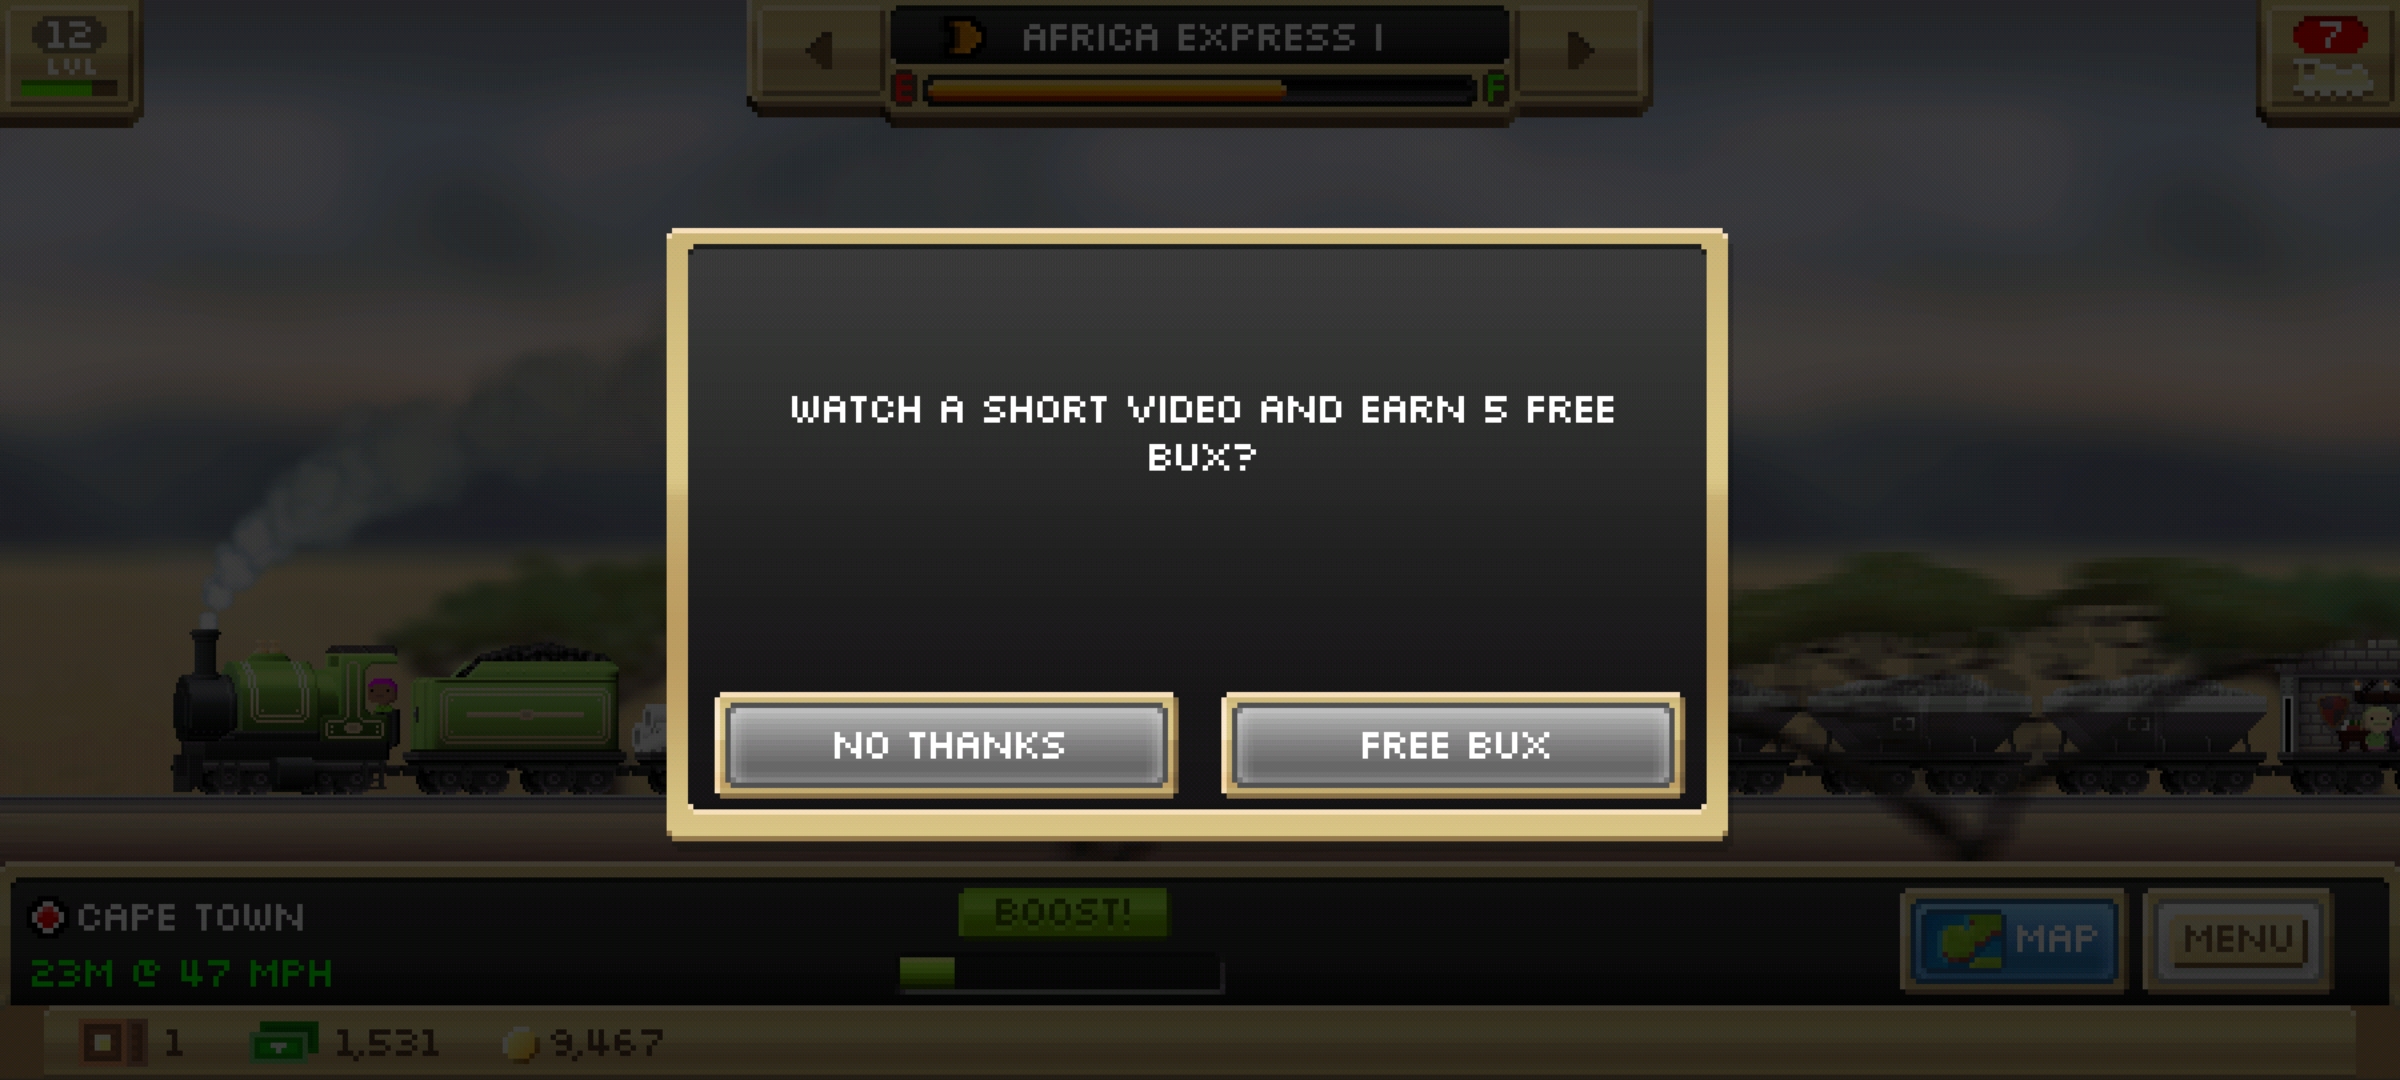 12
LVL
AFRICA EXPRESS I
E F
7
WATCH A SHORT VIDEO AND EARN 5 FREE
BUX?
NO THANKS
FREE BUX
CAPE TOWN
23M @ 47 MPH
BOOST!
MAP
MENU
1 1,531 9,467